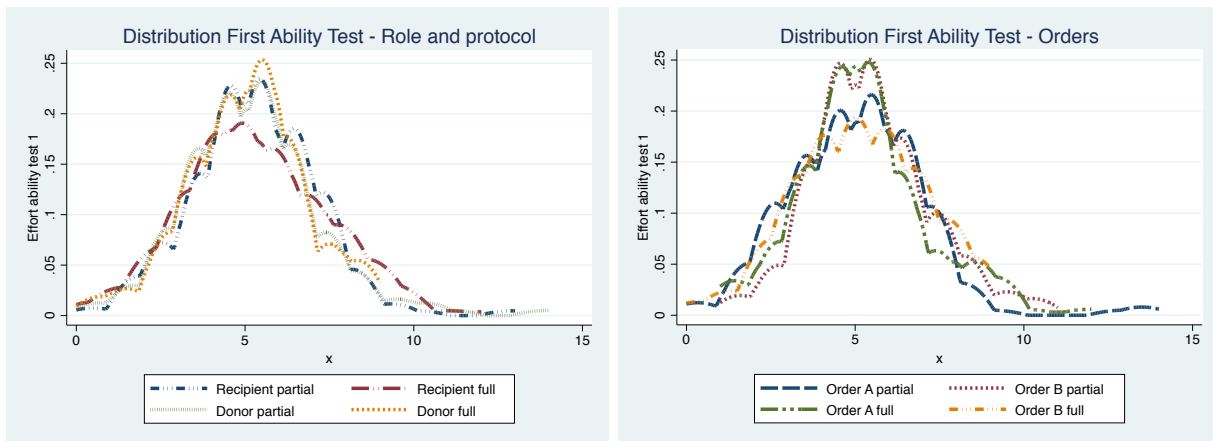 Distribution First Ability Test - Role and protocol
Effort ability test 1
0 .05 .1 .15 .2 .25
0 5 10 15
x
Recipient partial Recipient full
Donor partial Donor full
Distribution First Ability Test - Orders
Effort ability test 1
0 .05 .1 .15 .2 .25
0 5 10 15
x
Order A partial Order B partial
Order A full Order B full